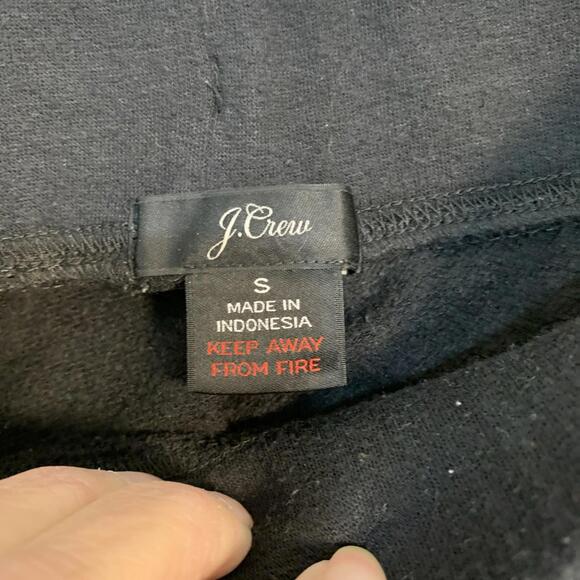 J.Crew
S
MADE IN
INDONESIA
KEEP AWAY
FROM FIRE